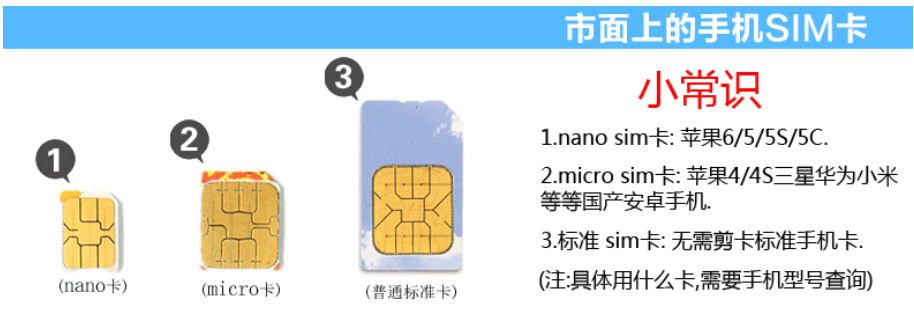 市面上的手机SIM卡
小常识
1.nano sim卡: 苹果6/5/5S/5C.
2.micro sim卡: 苹果4/4S三星华为小米
等等国产安卓手机.
3.标准 sim卡: 无需剪卡标准手机卡.
(注:具体用什么卡,需要手机型号查询)
1
2
3
(nano卡)
(micro卡)
(普通标准卡)